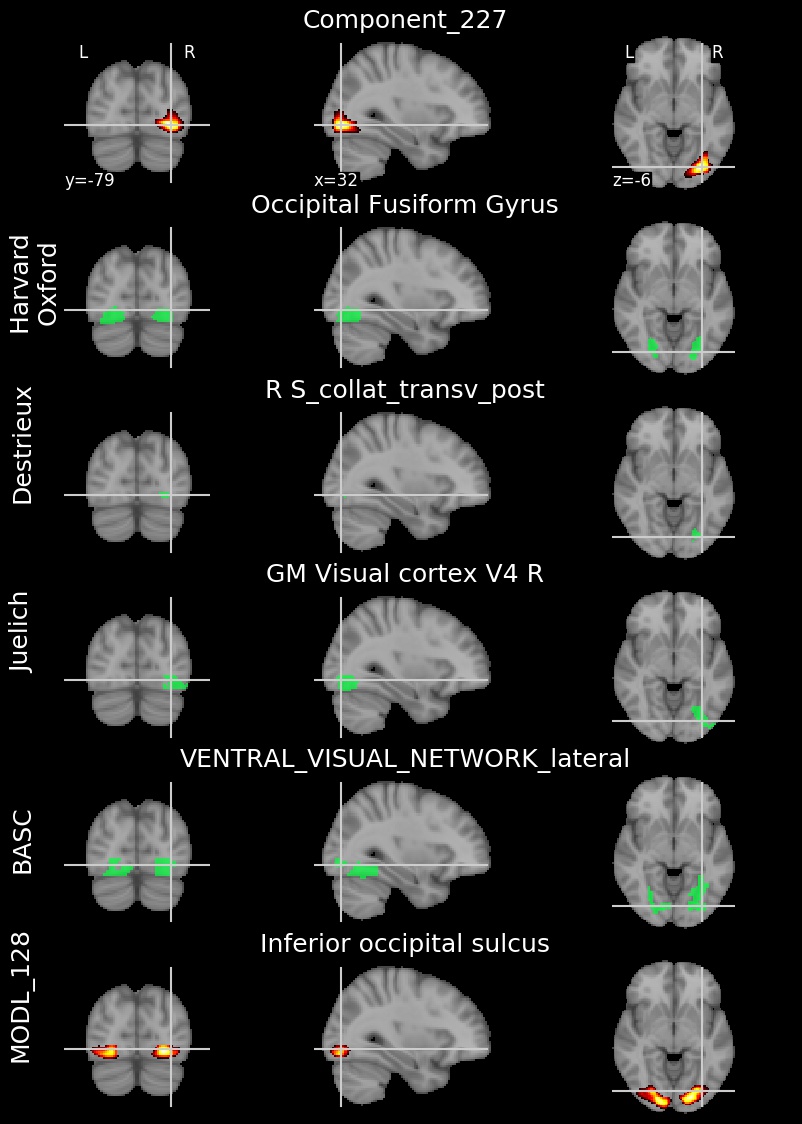 Component_227
L R
L R
y=-79
x=32
z=-6
Occipital Fusiform Gyrus
Harvard
Oxford
R S_collat_transv_post
Destrieux
GM Visual cortex V4 R
Juelich
VENTRAL_VISUAL_NETWORK_lateral
BASC
Inferior occipital sulcus
MODL_128